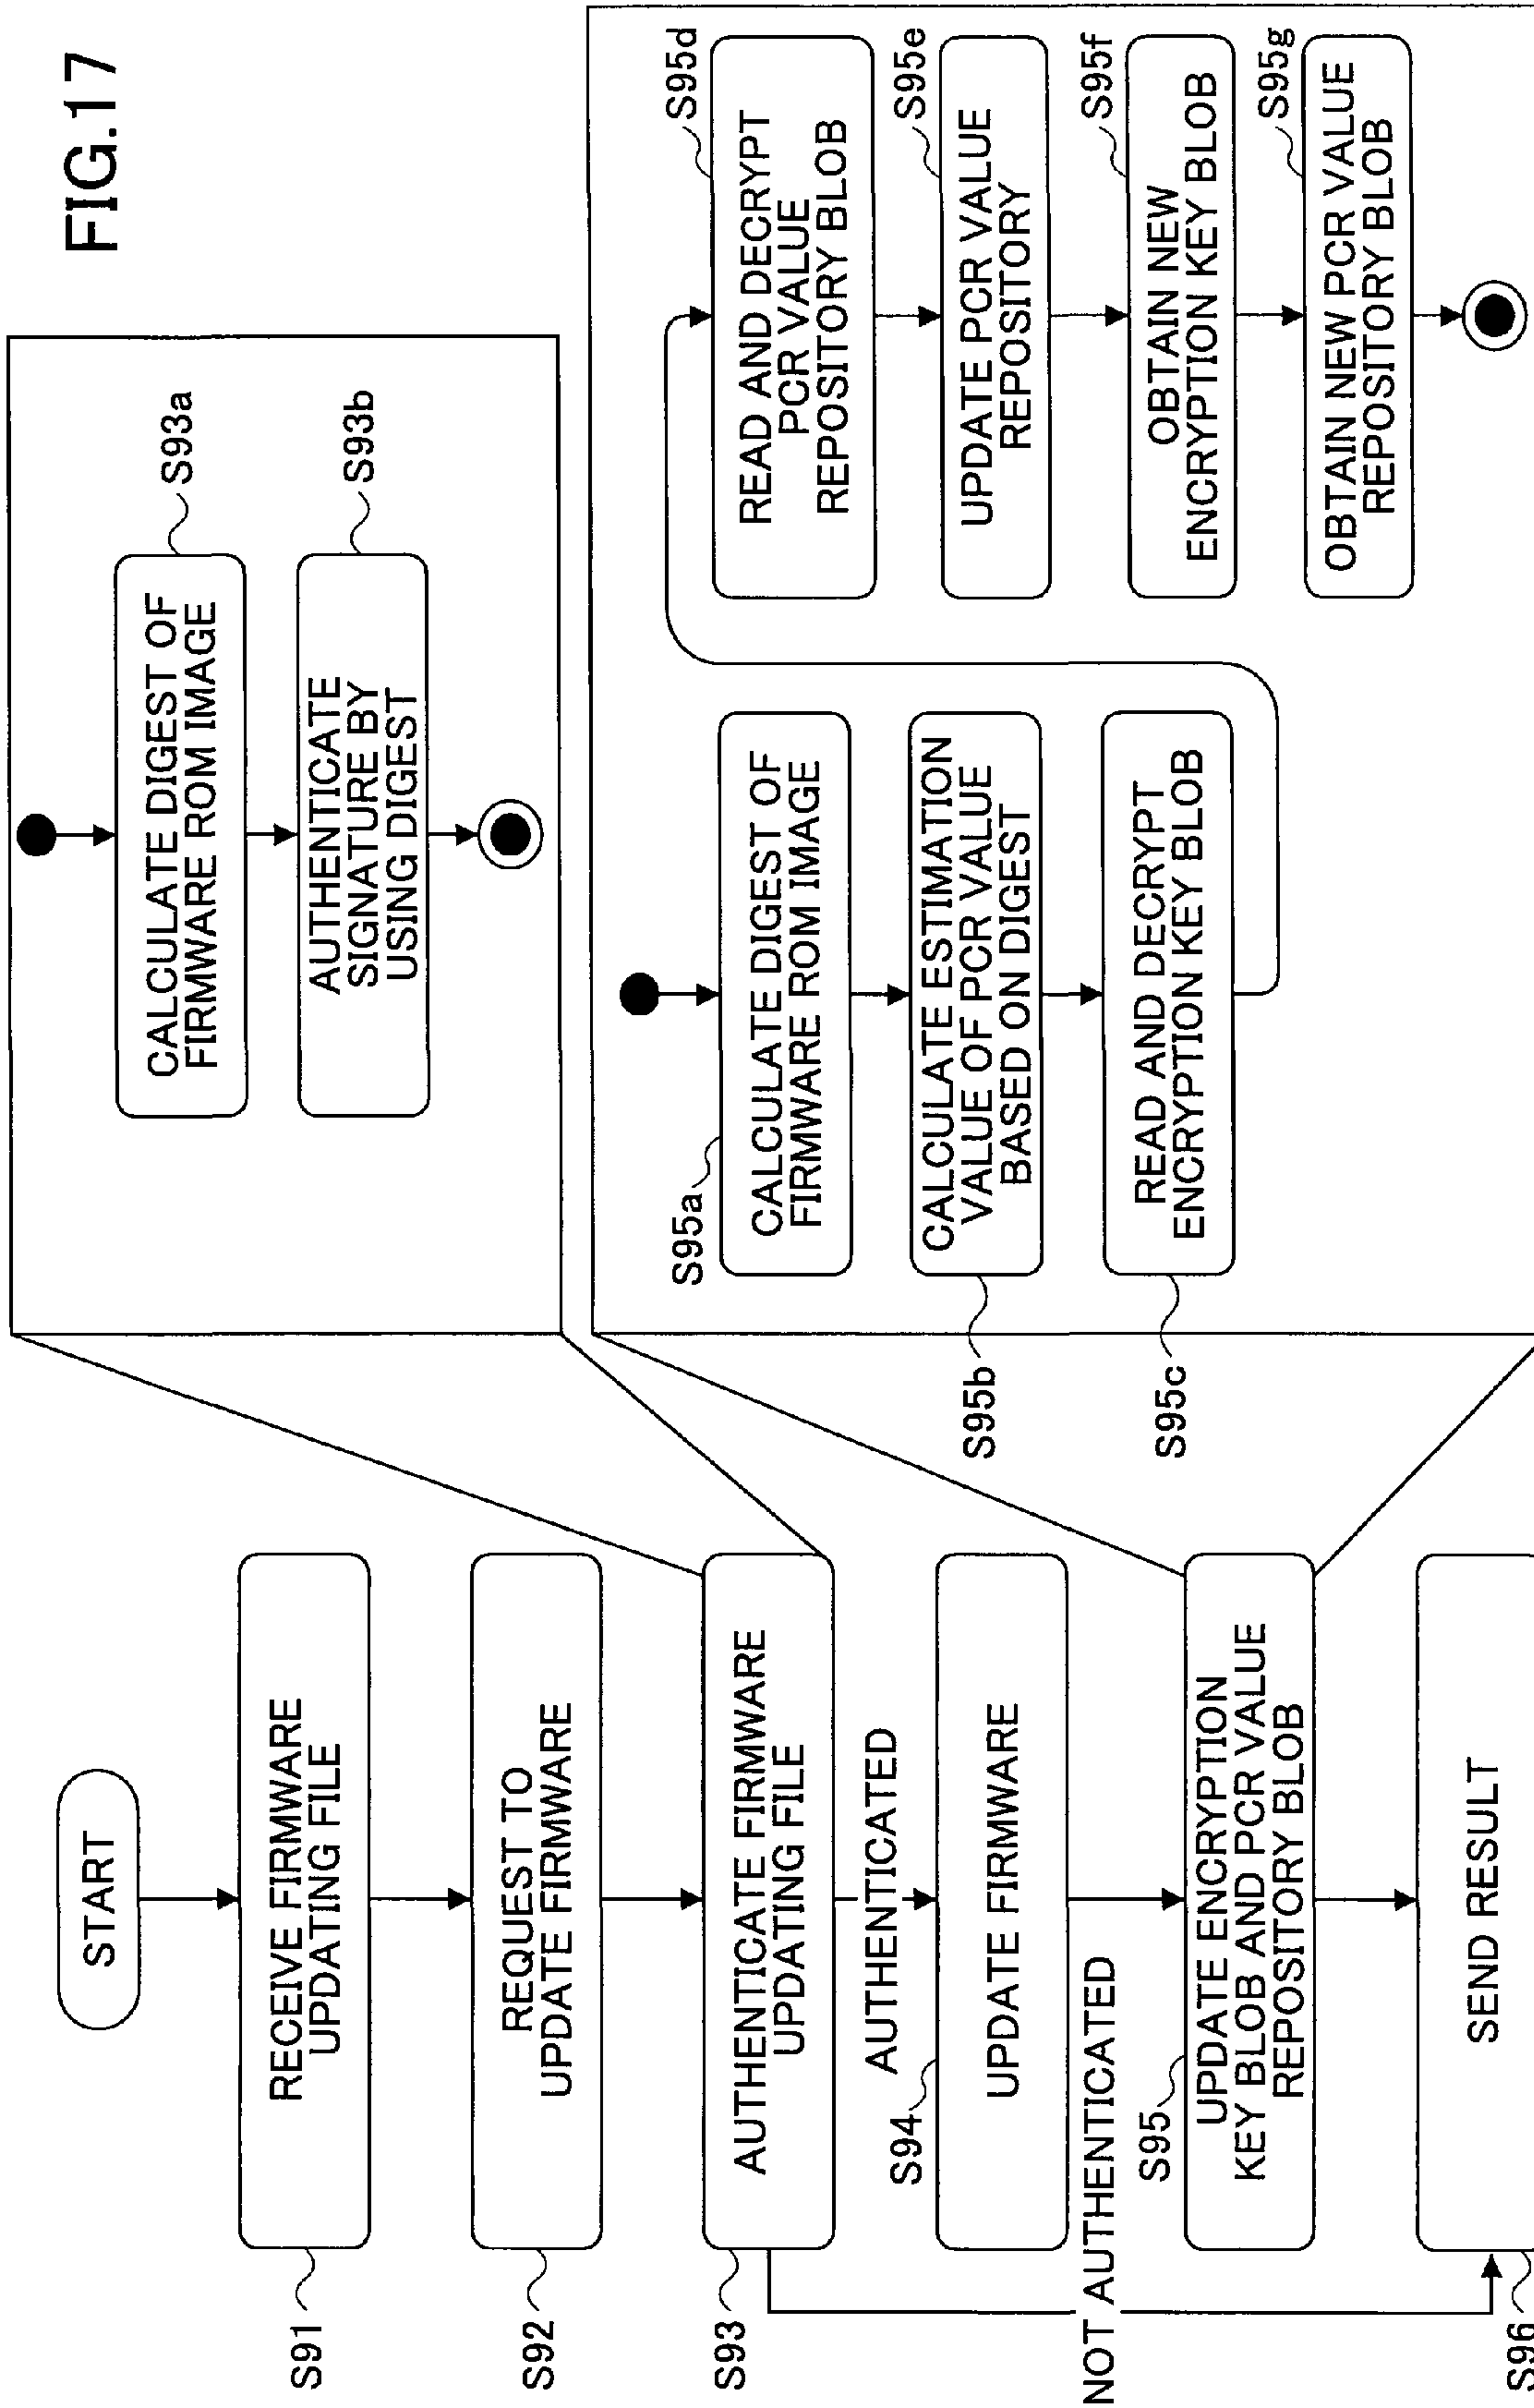 FIG.17
START
S91
RECEIVE FIRMWARE
UPDATING FILE
S92
REQUEST TO
UPDATE FIRMWARE
S93
AUTHENTICATE FIRMWARE
UPDATING FILE
AUTHENTICATED
S94
UPDATE FIRMWARE
NOT AUTHENTICATED
S95
UPDATE ENCRYPTION
KEY BLOB AND PCR VALUE
REPOSITORY BLOB
S96
SEND RESULT
CALCULATE DIGEST OF
FIRMWARE ROM IMAGE
S93a
AUTHENTICATE
SIGNATURE BY
USING DIGEST
S93b
S95a
CALCULATE DIGEST OF
FIRMWARE ROM IMAGE
S95b
CALCULATE ESTIMATION
VALUE OF PCR VALUE
BASED ON DIGEST
S95c
READ AND DECRYPT
ENCRYPTION KEY BLOB
S95d
READ AND DECRYPT
PCR VALUE
REPOSITORY BLOB
S95e
UPDATE PCR VALUE
REPOSITORY
S95f
OBTAIN NEW
ENCRYPTION KEY BLOB
S95g
OBTAIN NEW PCR VALUE
REPOSITORY BLOB